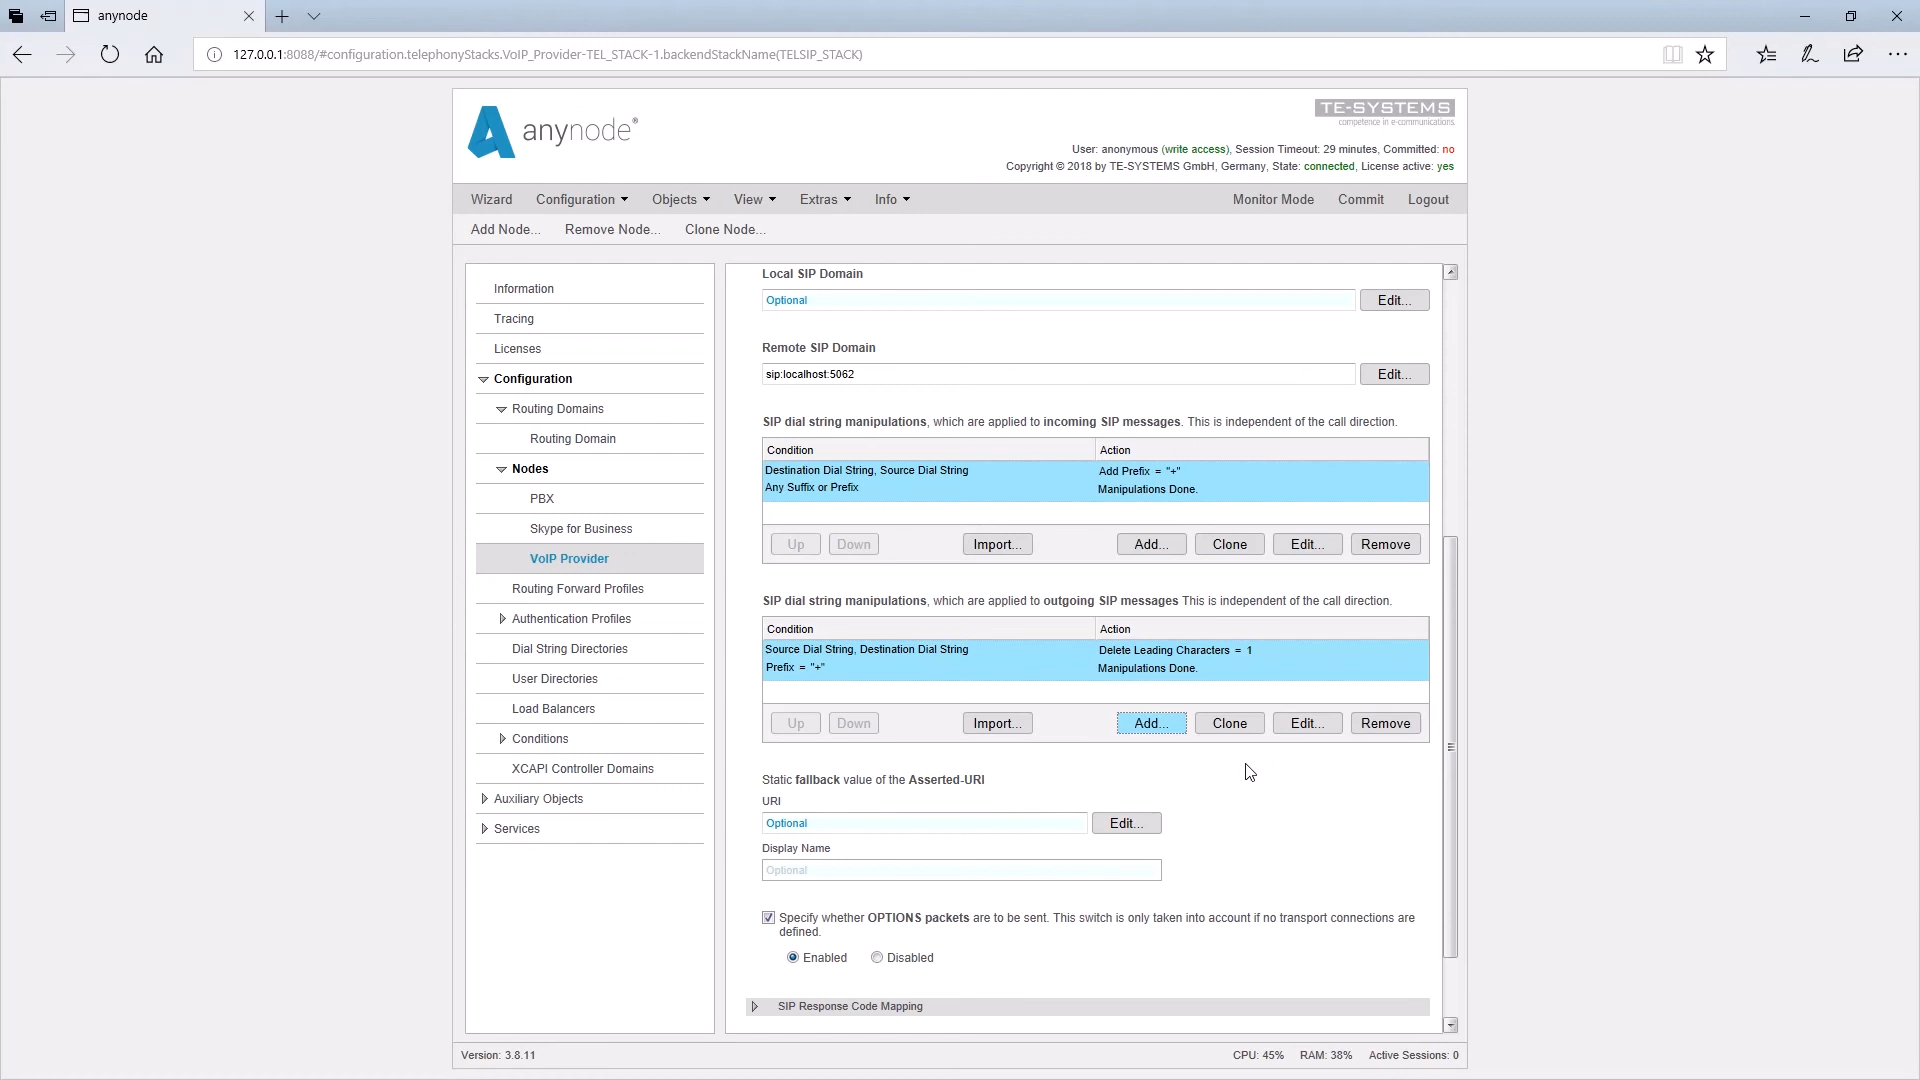 anynode
127.0.0.1:8088/#configuration.telephonyStacks.VoIP_Provider-TEL_STACK-1.backendStackName(TELSIP_STACK)
anynode®
TE-SYSTEMS
competence in e-communications.
User: anonymous (write access), Session Timeout: 29 minutes, Committed: no
Copyright © 2018 by TE-SYSTEMS GmbH, Germany, State: connected, License active: yes
Wizard Configuration Objects View Extras Info Monitor Mode Commit Logout
Add Node... Remove Node... Clone Node...
Information
Tracing
Licenses
Configuration
Routing Domains
Routing Domain
Nodes
PBX
Skype for Business
VoIP Provider
Routing Forward Profiles
Authentication Profiles
Dial String Directories
User Directories
Load Balancers
Conditions
XCAPI Controller Domains
Auxiliary Objects
Services
Local SIP Domain
Optional Edit...
Remote SIP Domain
sip:localhost:5062 Edit...
SIP dial string manipulations, which are applied to incoming SIP messages. This is independent of the call direction.
Condition Action
Destination Dial String, Source Dial String Add Prefix = "+"
Any Suffix or Prefix Manipulations Done.
Up Down Import... Add... Clone Edit... Remove
SIP dial string manipulations, which are applied to outgoing SIP messages This is independent of the call direction.
Condition Action
Source Dial String, Destination Dial String Delete Leading Characters = 1
Prefix = "+" Manipulations Done.
Up Down Import... Add... Clone Edit... Remove
Static fallback value of the Asserted-URI
URI
Optional Edit...
Display Name
Optional
Specify whether OPTIONS packets are to be sent. This switch is only taken into account if no transport connections are
defined.
Enabled Disabled
SIP Response Code Mapping
Version: 3.8.11 CPU: 45% RAM: 38% Active Sessions: 0